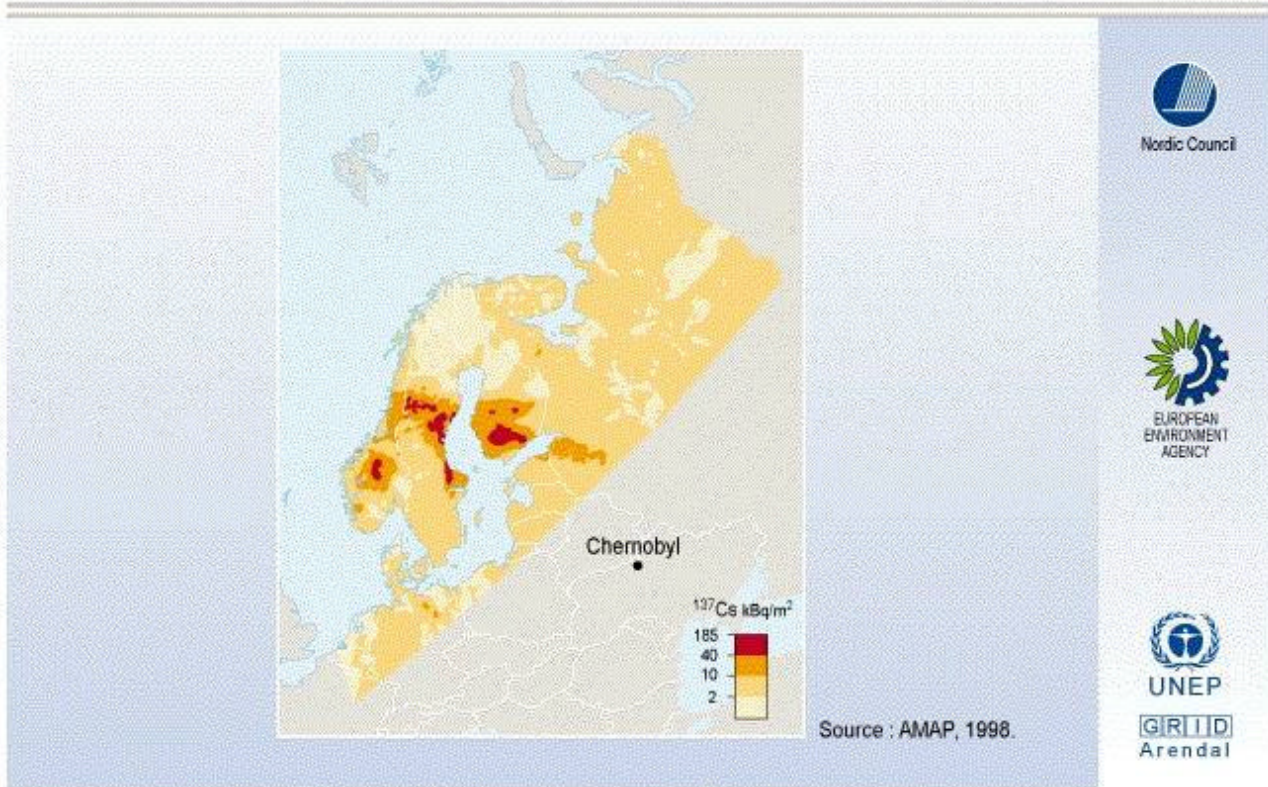 Chernobyl
¹³⁷Cs kBq/m²
185
40
10
2
Source : AMAP, 1998.
Nordic Council
EUROPEAN
ENVIRONMENT
AGENCY
UNEP
GRID
Arendal